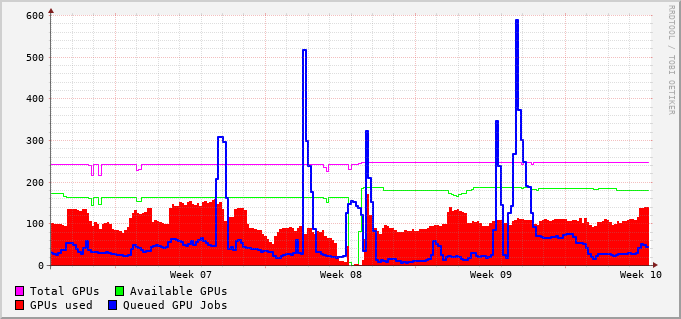 600
500
400
300
200
100
0
Week 07 Week 08 Week 09 Week 10
Total GPUs Available GPUs
GPUs used Queued GPU Jobs
RRDTOOL / TOBI OETIKER